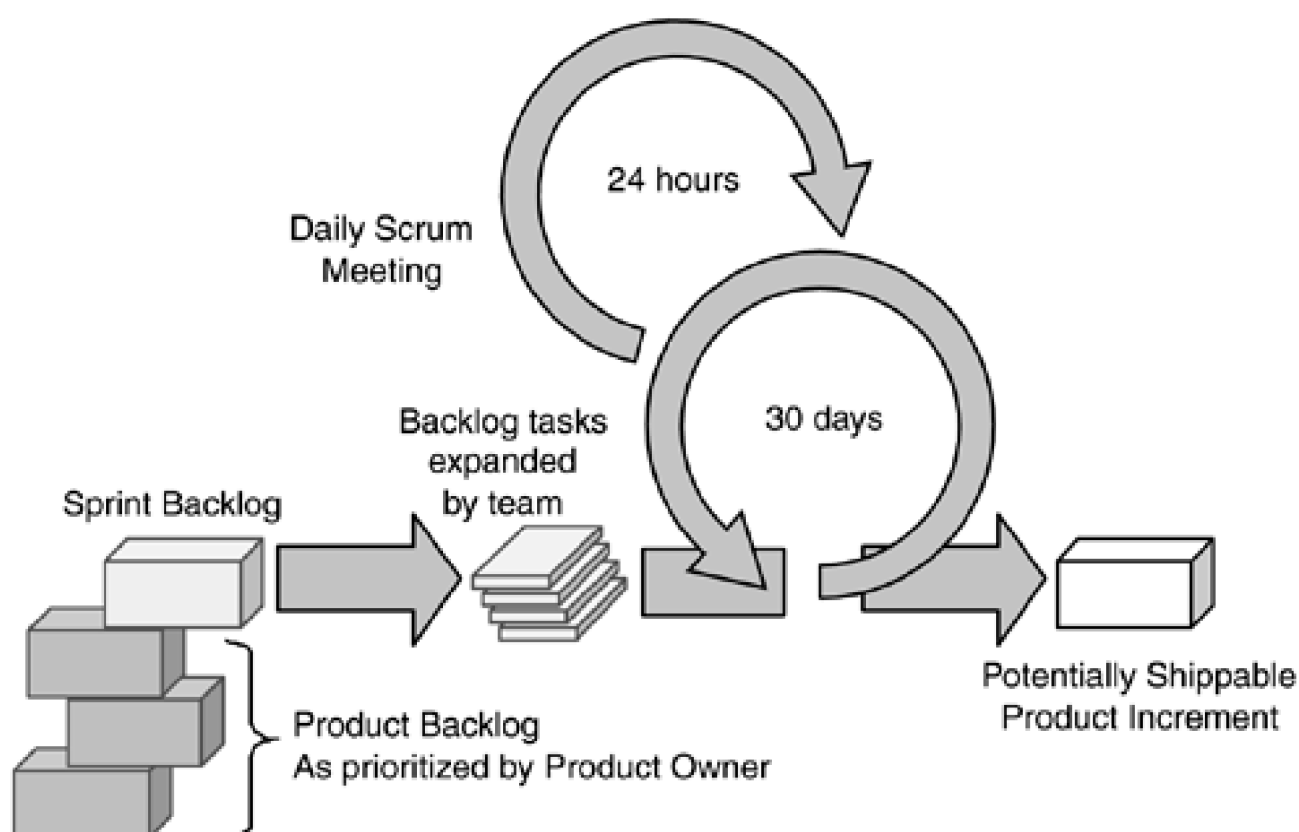 24 hours
Daily Scrum
Meeting
30 days
Backlog tasks
expanded
by team
Sprint Backlog
Potentially Shippable
Product Increment
Product Backlog
As prioritized by Product Owner